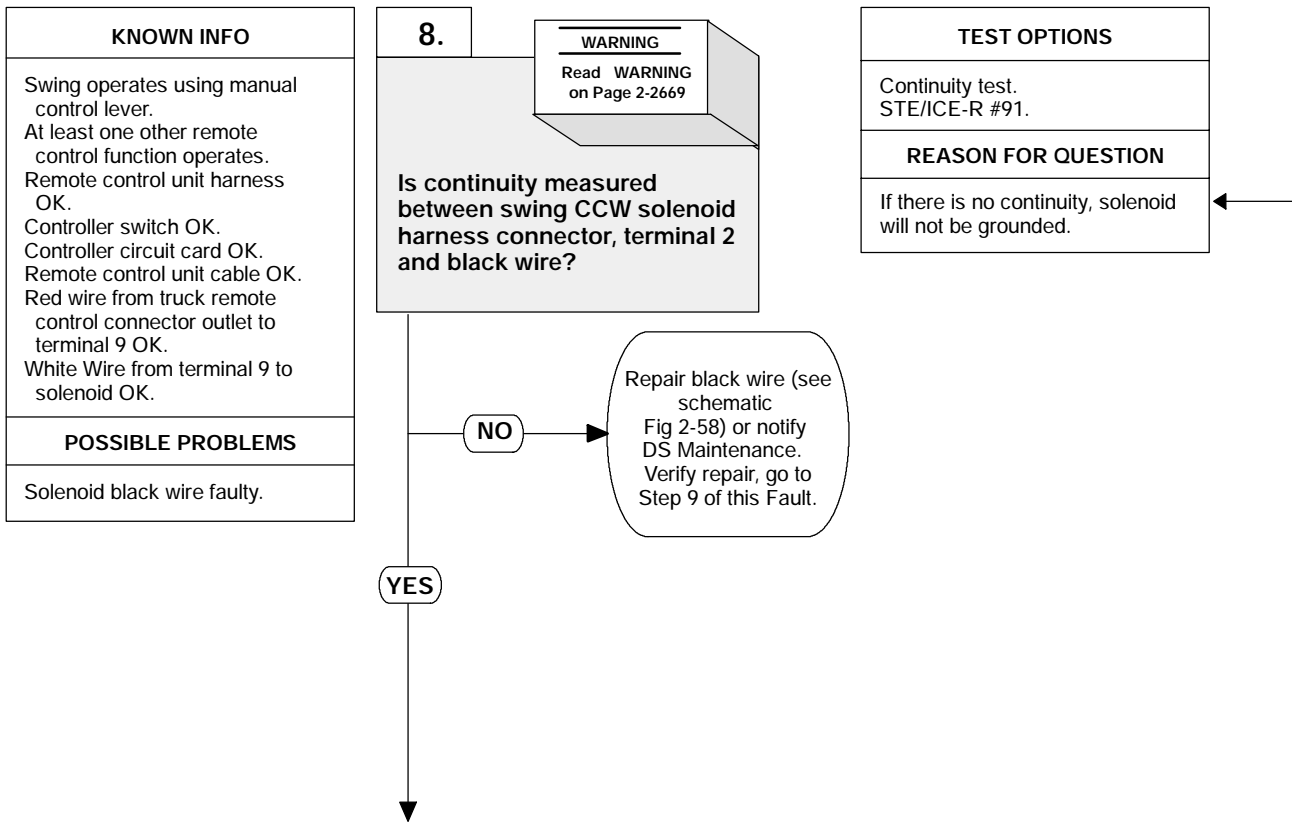 KNOWN INFO
Swing operates using manual
control lever.
At least one other remote
control function operates.
Remote control unit harness
OK.
Controller switch OK.
Controller circuit card OK.
Remote control unit cable OK.
Red wire from truck remote
control connector outlet to
terminal 9 OK.
White Wire from terminal 9 to
solenoid OK.
POSSIBLE PROBLEMS
Solenoid black wire faulty.
8.
WARNING
Read WARNING
on Page 2-2669
Is continuity measured
between swing CCW solenoid
harness connector, terminal 2
and black wire?
NO
Repair black wire (see
schematic
Fig 2-58) or notify
DS Maintenance.
Verify repair, go to
Step 9 of this Fault.
YES
TEST OPTIONS
Continuity test.
STE/ICE-R #91.
REASON FOR QUESTION
If there is no continuity, solenoid
will not be grounded.